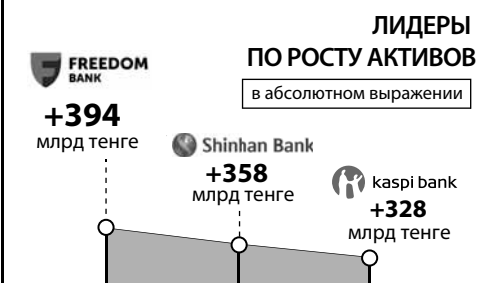 ЛИДЕРЫ
ПО РОСТУ АКТИВОВ
в абсолютном выражении
FREEDOM
BANK
+394
млрд тенге
Shinhan Bank
+358
млрд тенге
kaspi bank
+328
млрд тенге